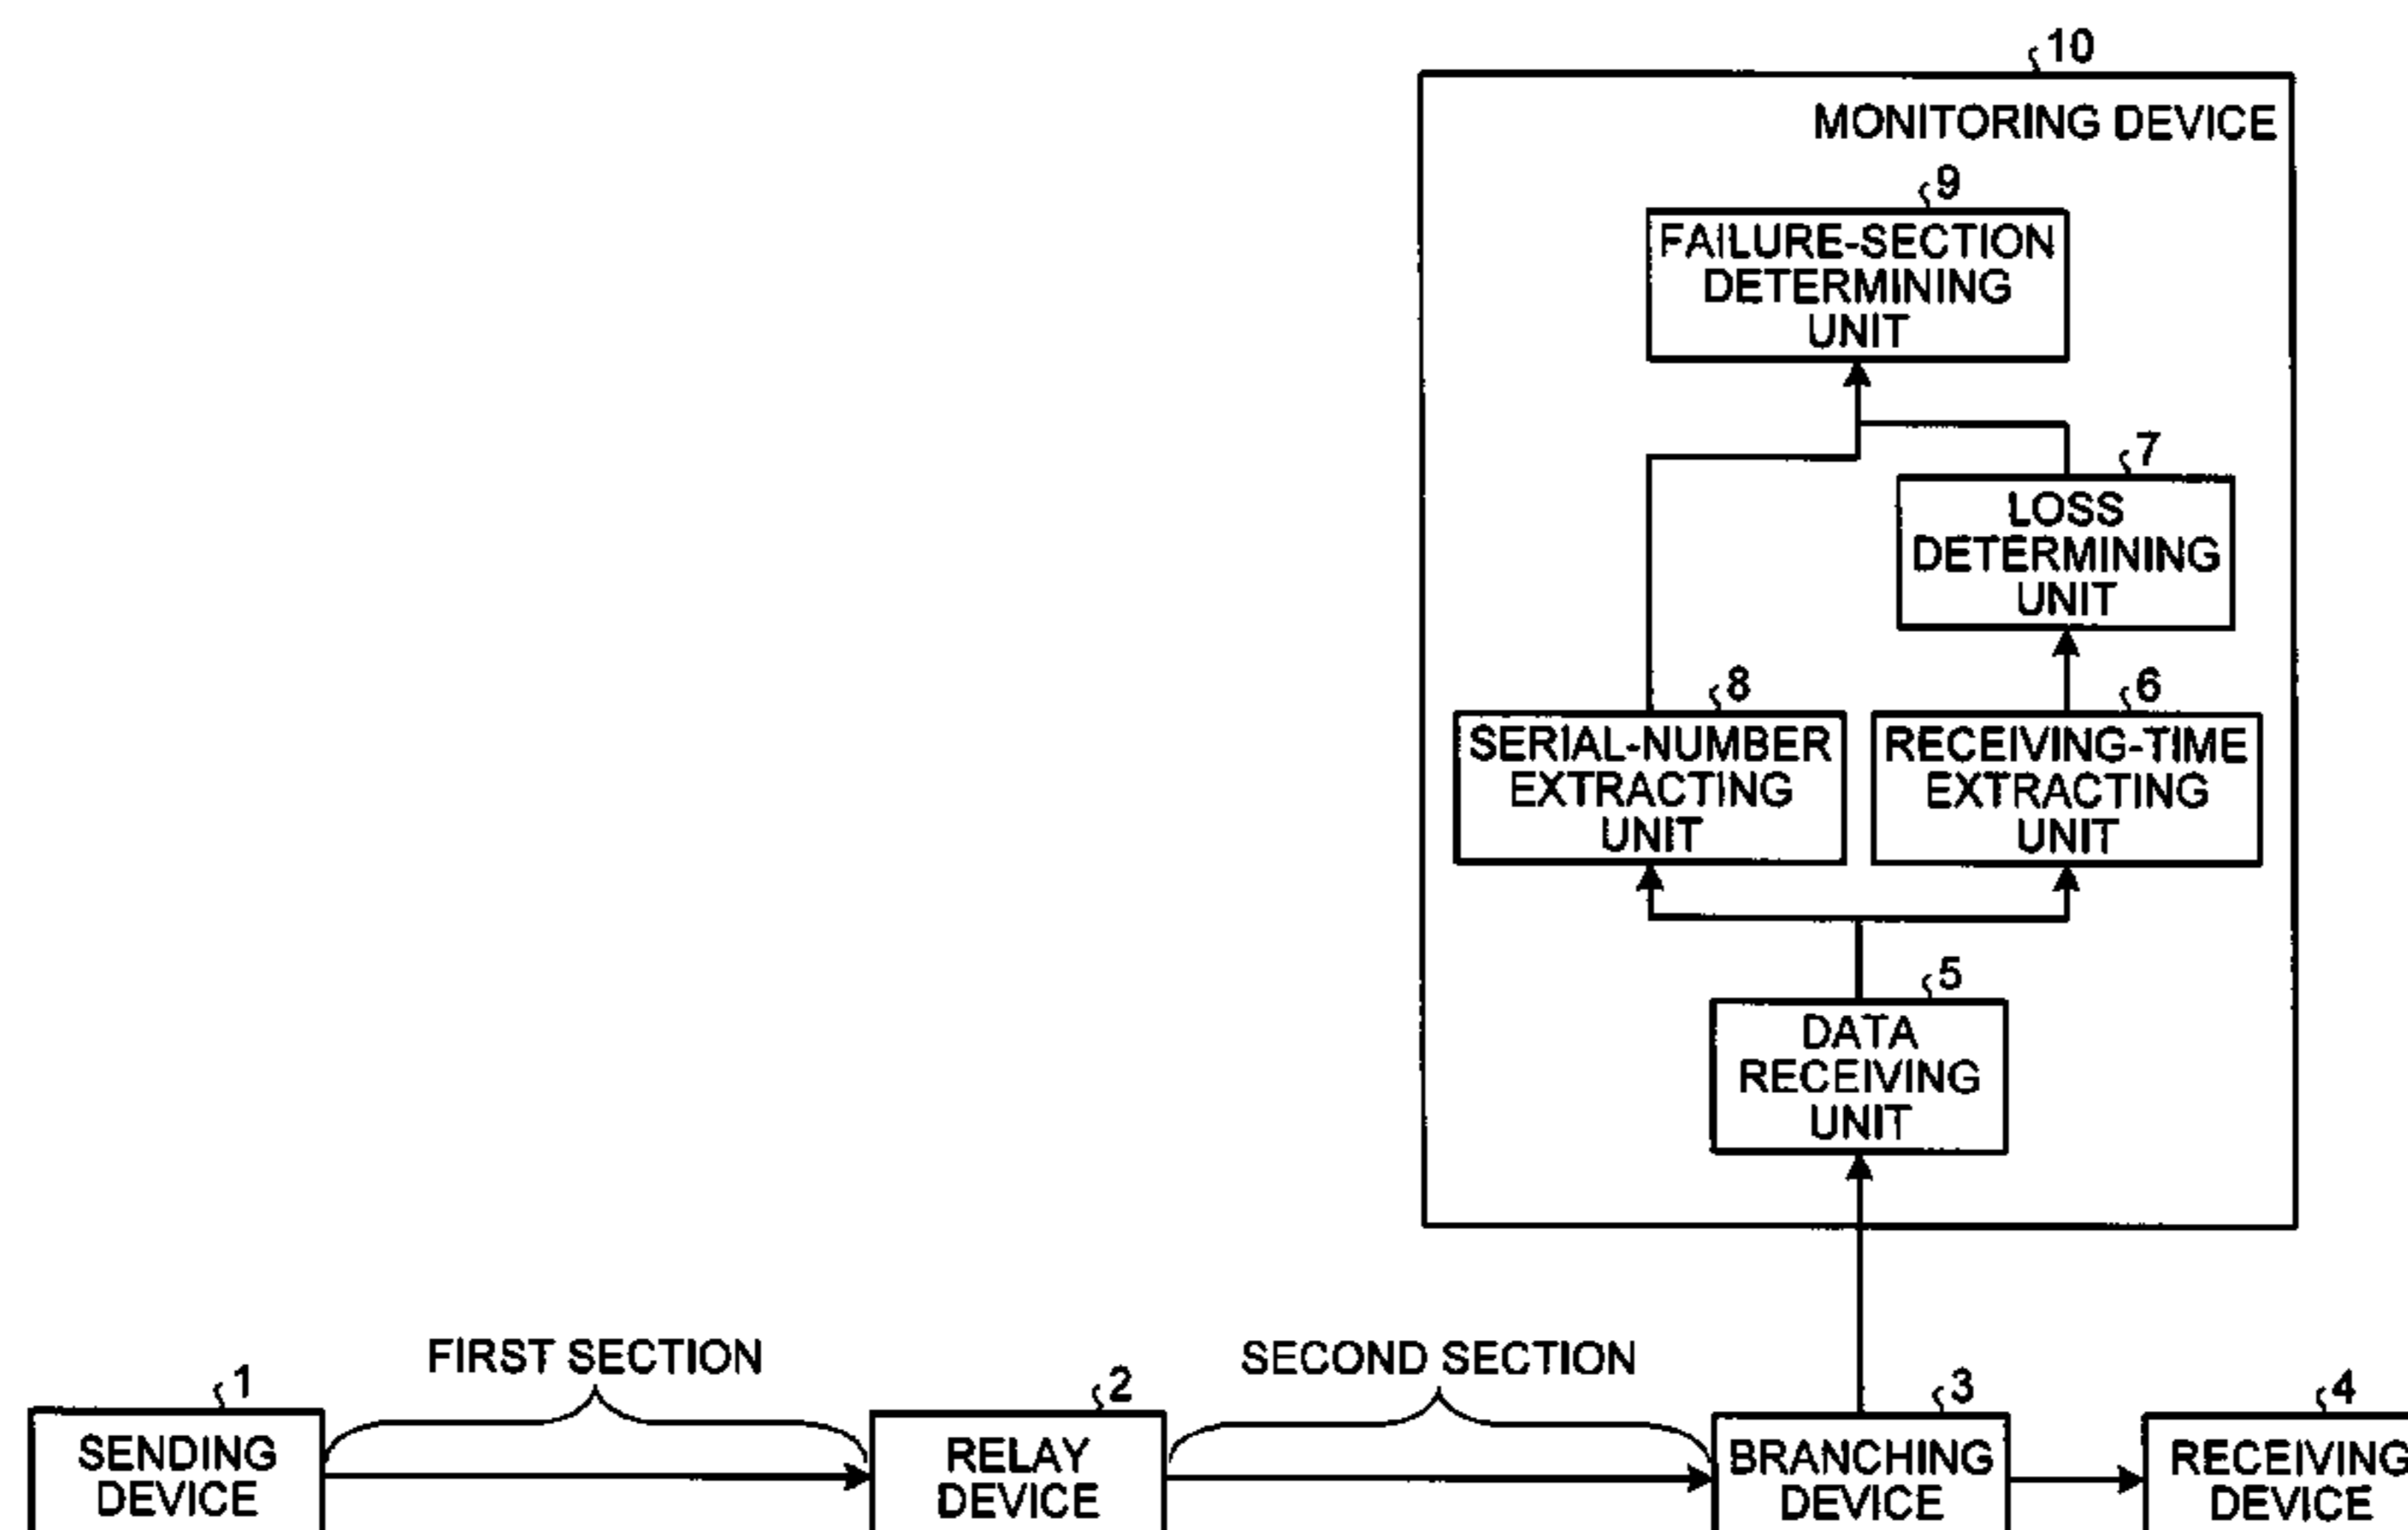 10
MONITORING DEVICE
9
FAILURE-SECTION
DETERMINING
UNIT
7
LOSS
DETERMINING
UNIT
8
SERIAL-NUMBER
EXTRACTING
UNIT
6
RECEIVING-TIME
EXTRACTING
UNIT
5
DATA
RECEIVING
UNIT
FIRST SECTION
SECOND SECTION
1
SENDING
DEVICE
2
RELAY
DEVICE
3
BRANCHING
DEVICE
4
RECEIVING
DEVICE